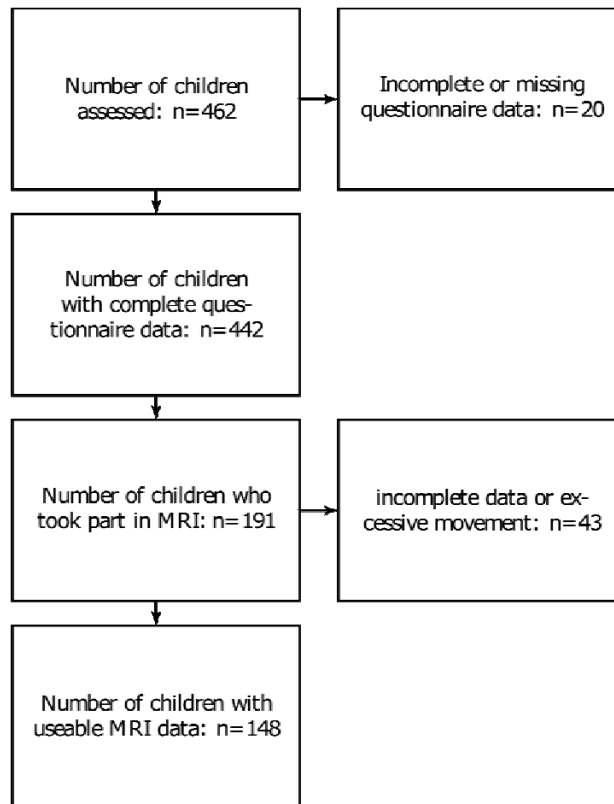 Number of children
assessed: n=462
Incomplete or missing
questionnaire data: n=20
Number of children
with complete ques-
tionnaire data: n=442
Number of children who
took part in MRI: n=191
incomplete data or ex-
cessive movement: n=43
Number of children with
useable MRI data: n=148